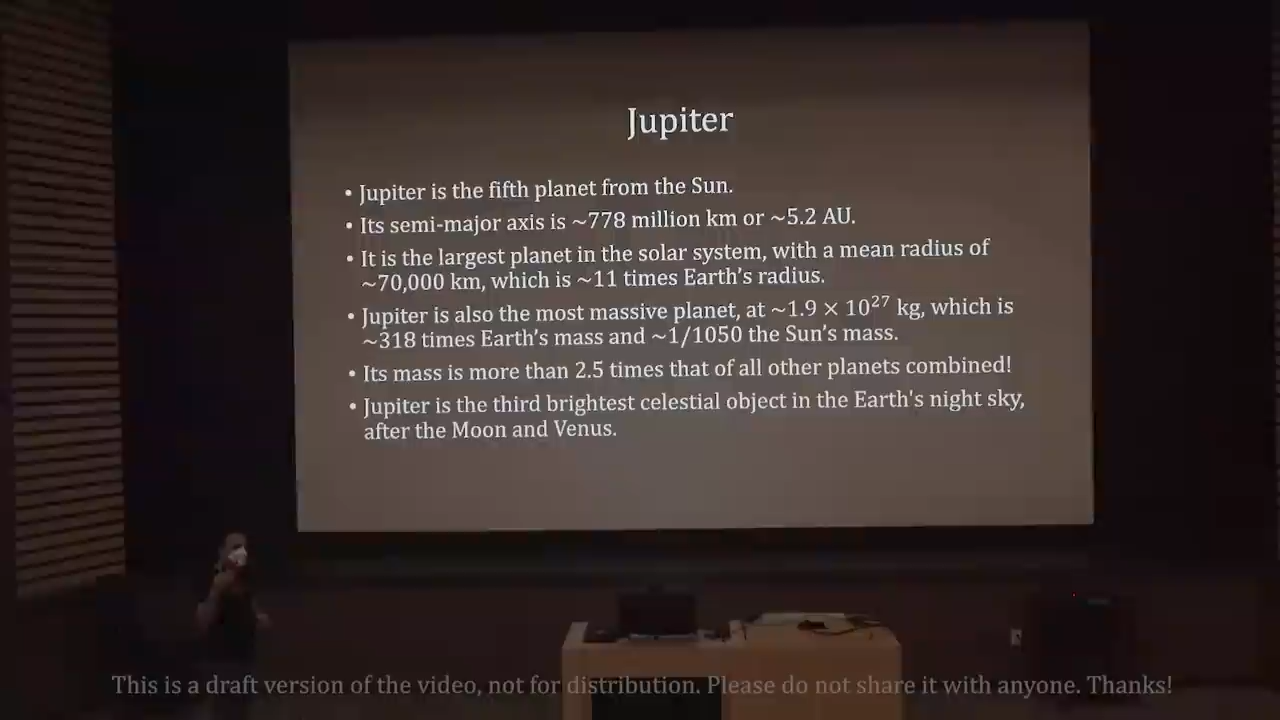 Jupiter
• Jupiter is the fifth planet from the Sun.
• Its semi-major axis is ~778 million km or ~5.2 AU.
• It is the largest planet in the solar system, with a mean radius of
~70,000 km, which is ~11 times Earth's radius.
• Jupiter is also the most massive planet, at ~1.9 × 10²⁷ kg, which is
~318 times Earth's mass and ~1/1050 the Sun's mass.
• Its mass is more than 2.5 times that of all other planets combined!
• Jupiter is the third brightest celestial object in the Earth's night sky,
after the Moon and Venus.
This is a draft version of the video, not for distribution. Please do not share it with anyone. Thanks!